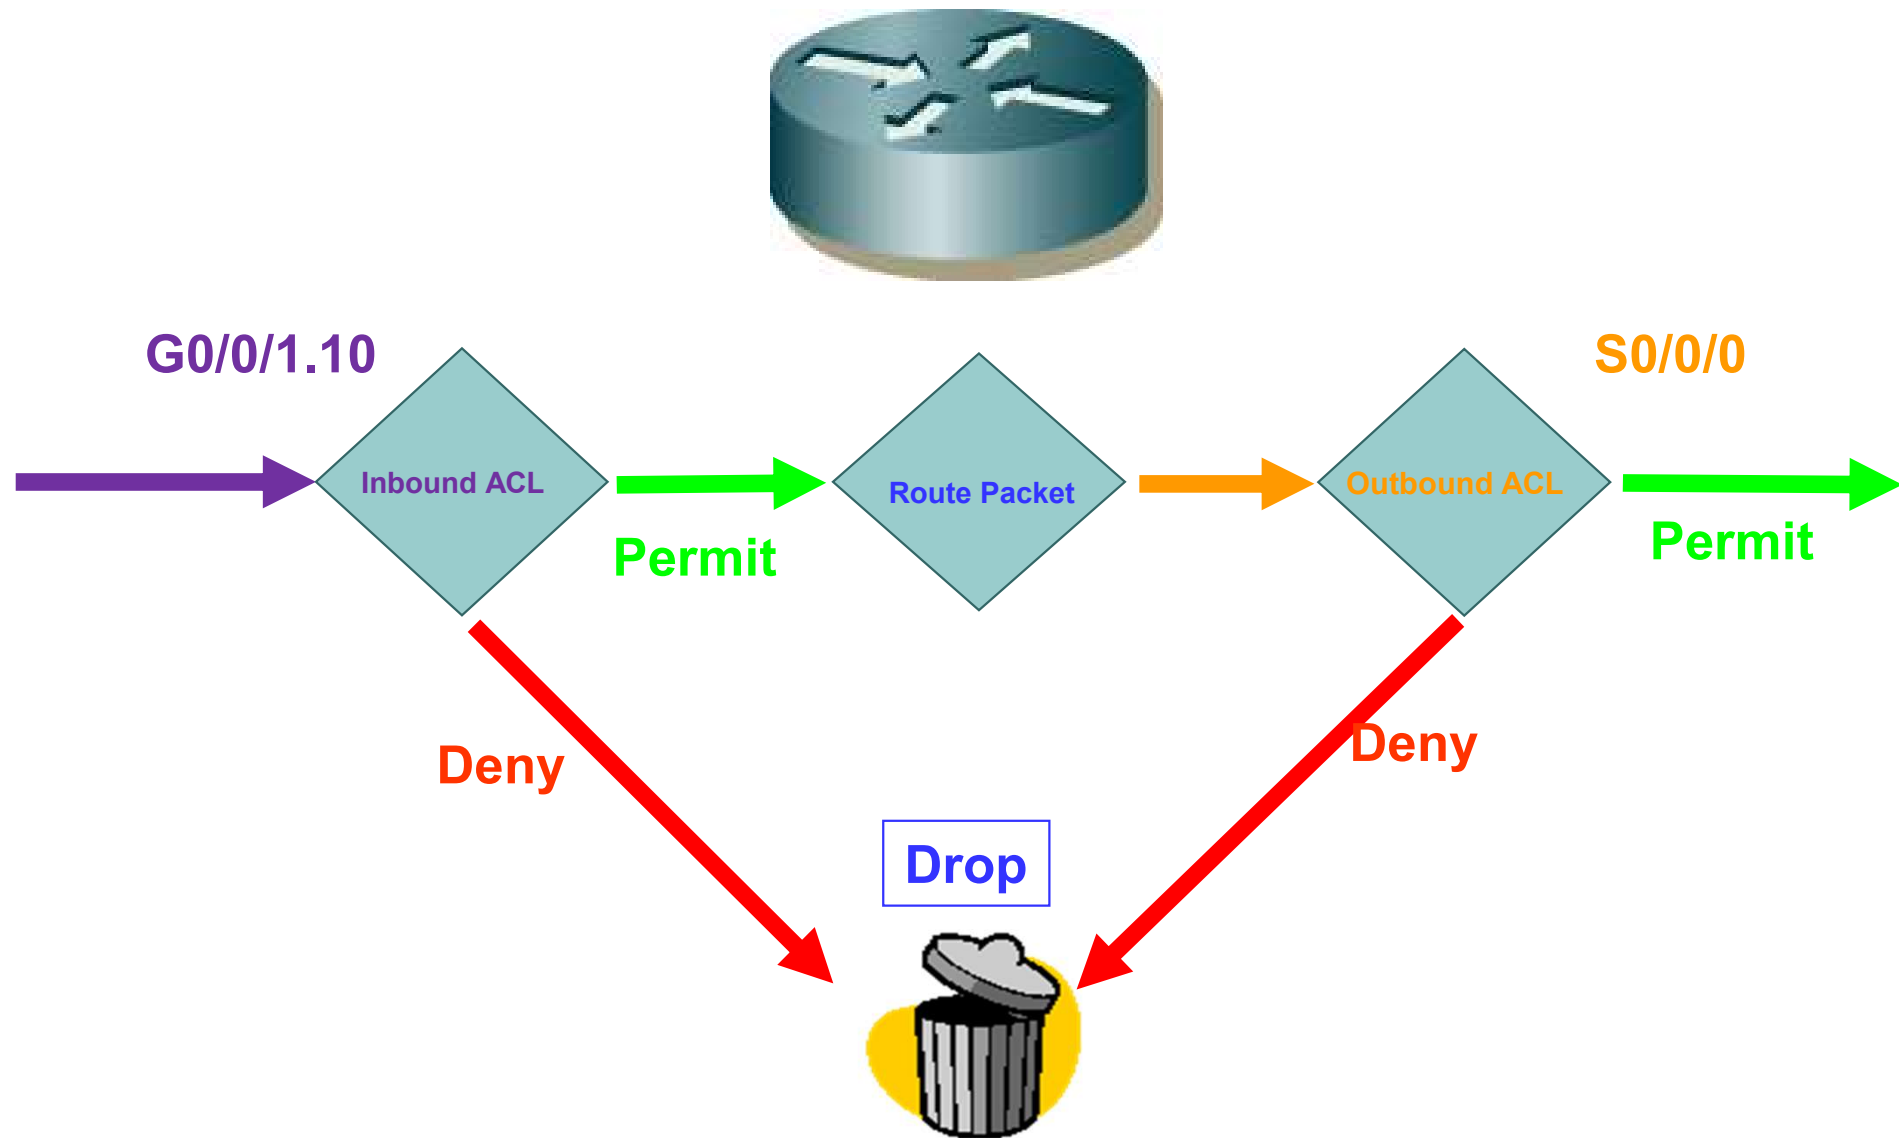 G0/0/1.10
S0/0/0
Inbound ACL
Route Packet
Outbound ACL
Permit
Permit
Deny
Deny
Drop